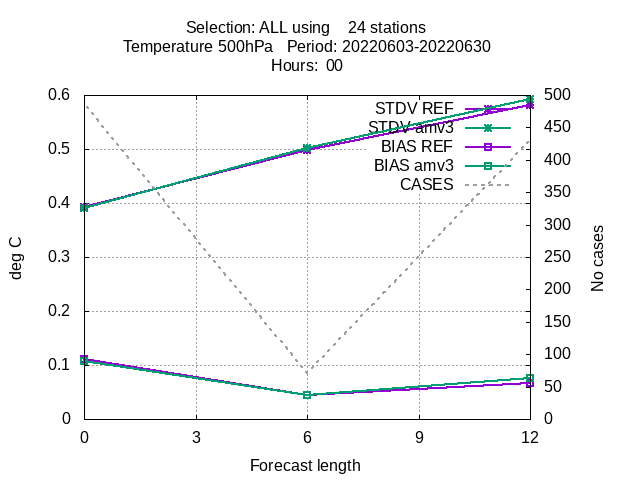 Selection: ALL using 24 stations
Temperature 500hPa Period: 20220603-20220630
Hours: 00
0.6
0.5
0.4
0.3
0.2
0.1
0
deg C
STDV REF
STDV amv3
BIAS REF
BIAS amv3
CASES
500
450
400
350
300
250
200
150
100
50
0
No cases
0 3 6 9 12
Forecast length